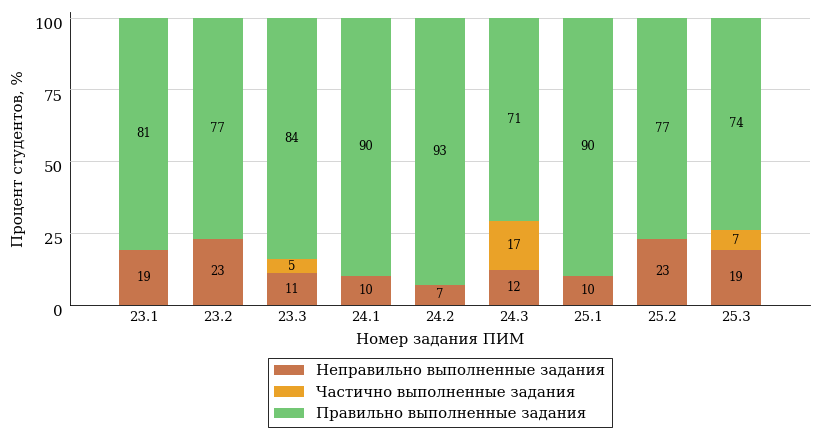 Процент студентов, %
100
75
50
25
0
81 77 84 90 93 71 90 77 74
5 17 7
19 23 11 10 7 12 10 23 19
23.1 23.2 23.3 24.1 24.2 24.3 25.1 25.2 25.3
Номер задания ПИМ
Неправильно выполненные задания
Частично выполненные задания
Правильно выполненные задания